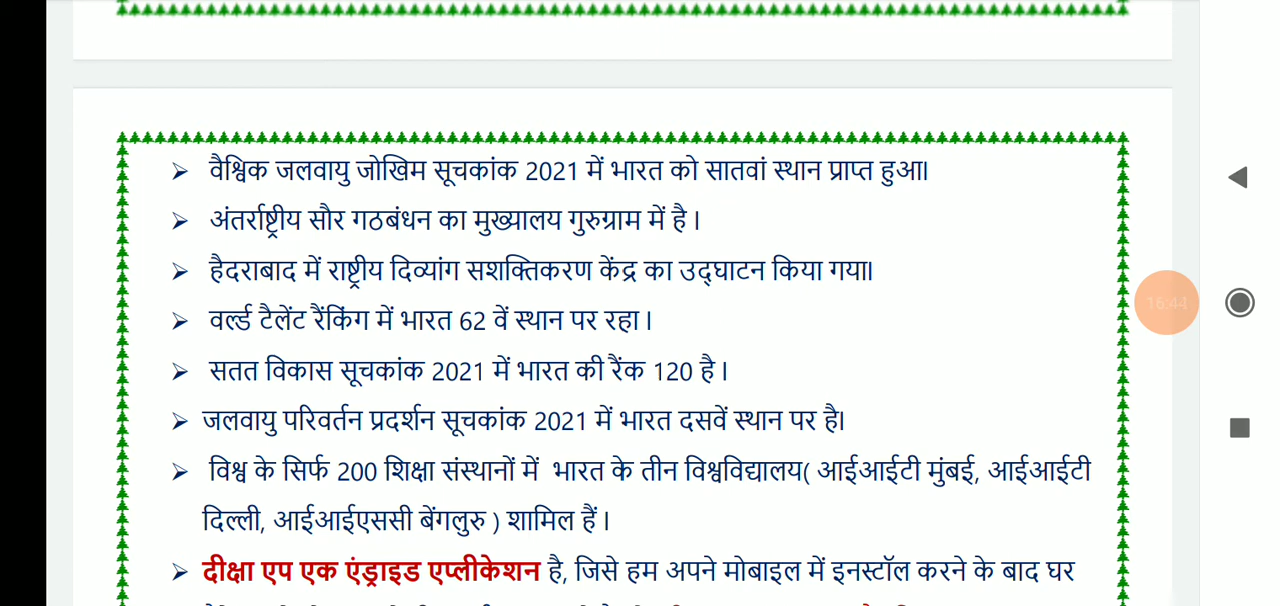 ➢ वैश्विक जलवायु जोखिम सूचकांक 2021 में भारत को सातवां स्थान प्राप्त हुआ।
➢ अंतर्राष्ट्रीय सौर गठबंधन का मुख्यालय गुरुग्राम में है ।
➢ हैदराबाद में राष्ट्रीय दिव्यांग सशक्तिकरण केंद्र का उद्घाटन किया गया।
16:44
➢ वर्ल्ड टैलेंट रैंकिंग में भारत 62 वें स्थान पर रहा ।
➢ सतत विकास सूचकांक 2021 में भारत की रैंक 120 है ।
➢ जलवायु परिवर्तन प्रदर्शन सूचकांक 2021 में भारत दसवें स्थान पर है।
➢ विश्व के सिर्फ 200 शिक्षा संस्थानों में भारत के तीन विश्वविद्यालय( आईआईटी मुंबई, आईआईटी
दिल्ली, आईआईएससी बेंगलुरु ) शामिल हैं ।
➢ दीक्षा एप एक एंड्राइड एप्लीकेशन है, जिसे हम अपने मोबाइल में इनस्टॉल करने के बाद घर